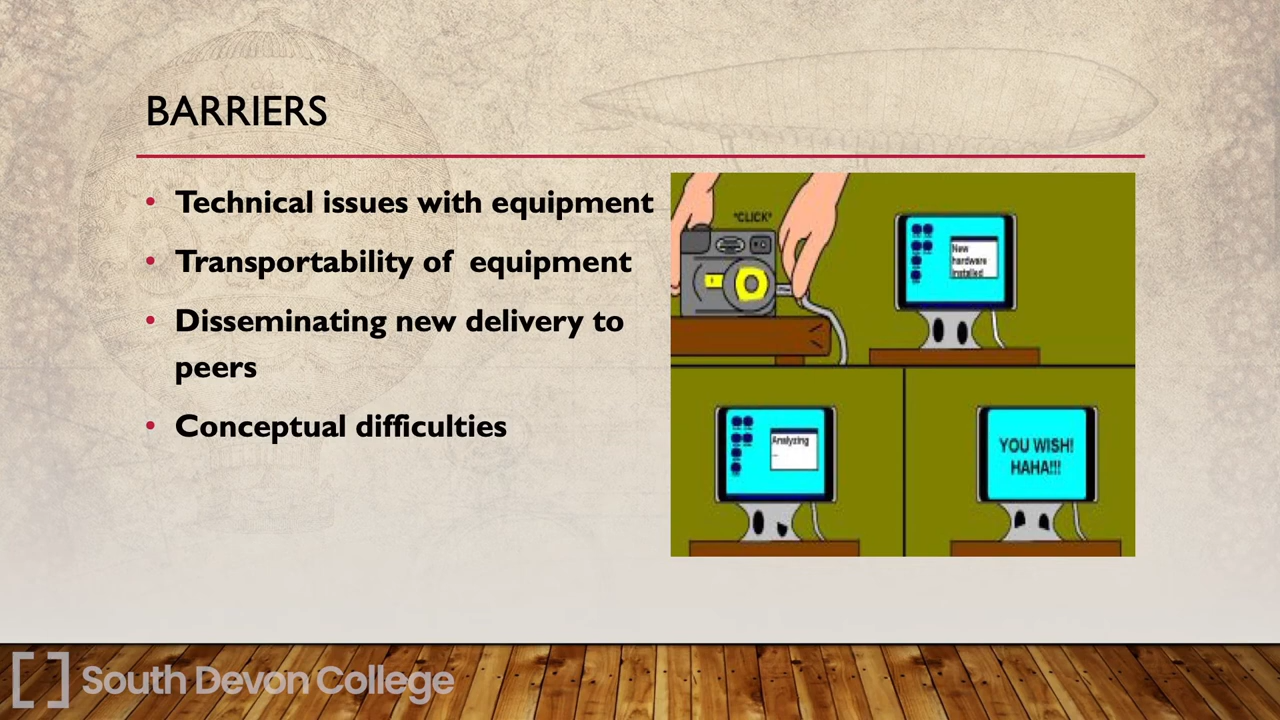 BARRIERS
• Technical issues with equipment
• Transportability of  equipment
• Disseminating new delivery to
peers
• Conceptual difficulties
*CLICK*
New
hardware
installed
Analyzing
...
YOU WISH!
HAHA!!!
South Devon College